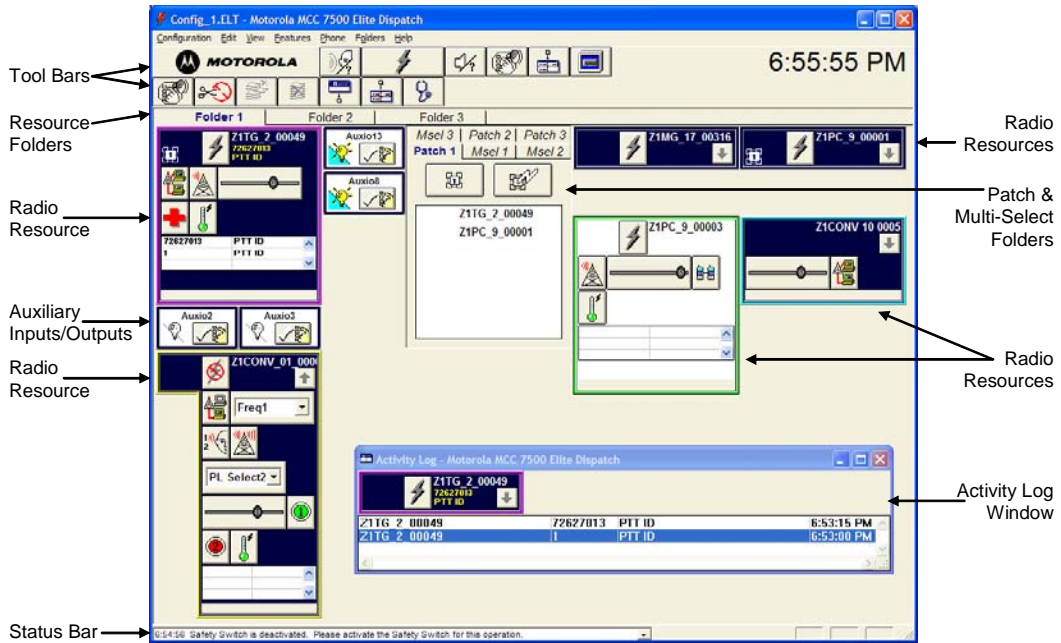 Config_1.ELT - Motorola MCC 7500 Elite Dispatch
Configuration Edit View Features Phone Folders Help
MOTOROLA
6:55:55 PM
Tool Bars
Folder 1 Folder 2 Folder 3
Resource
Folders
Z1TG_2_00049
72627013
PTT ID
Auxio13
Auxio8
Msel 3 Patch 2 Patch 3
Patch 1 Msel 1 Msel 2
Z1MG_17_00316
Z1PC_9_00001
Radio
Resources
Radio
Resource
72627013 PTT ID
1 PTT ID
Z1TG_2_00049
Z1PC_9_00001
Patch &
Multi-Select
Folders
Z1PC_9_00003
Z1CONV 10 0005
Auxiliary
Inputs/Outputs
Auxio2
Auxio3
Radio
Resource
Z1CONV_01_000
Freq1
1
2
PL Select2
1
2
Radio
Resources
Activity Log - Motorola MCC 7500 Elite Dispatch
Z1TG_2_00049
72627013
PTT ID
Z1TG_2_00049 72627013 PTT ID 6:53:15 PM
Z1TG_2_00049 1 PTT ID 6:53:00 PM
Activity Log
Window
Status Bar
6:54:56 Safety Switch is deactivated. Please activate the Safety Switch for this operation.